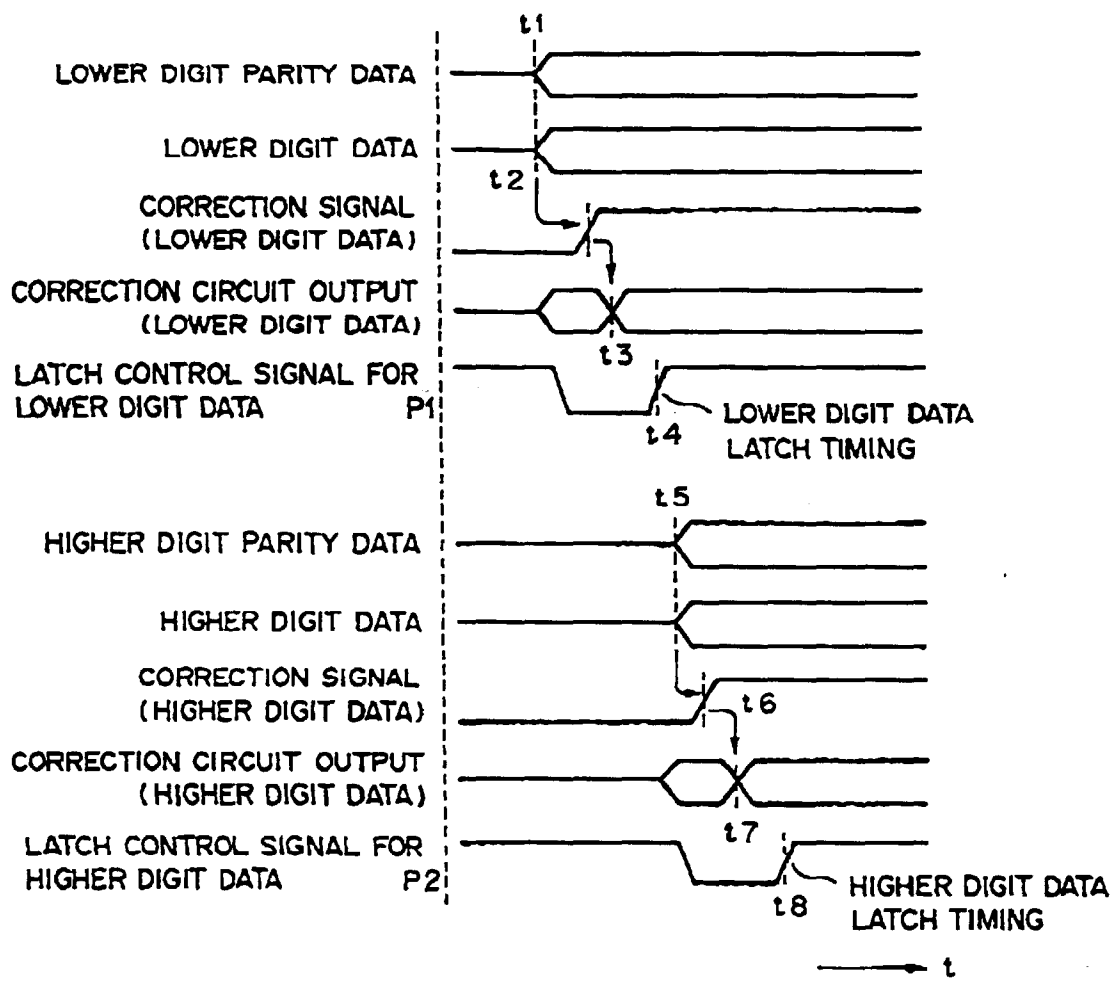 t1
LOWER DIGIT PARITY DATA
LOWER DIGIT DATA
t2
CORRECTION SIGNAL
(LOWER DIGIT DATA)
CORRECTION CIRCUIT OUTPUT
(LOWER DIGIT DATA)
t3
LATCH CONTROL SIGNAL FOR
LOWER DIGIT DATA P1
t4
LOWER DIGIT DATA
LATCH TIMING
t5
HIGHER DIGIT PARITY DATA
HIGHER DIGIT DATA
CORRECTION SIGNAL
(HIGHER DIGIT DATA)
t6
CORRECTION CIRCUIT OUTPUT
(HIGHER DIGIT DATA)
t7
LATCH CONTROL SIGNAL FOR
HIGHER DIGIT DATA P2
t8
HIGHER DIGIT DATA
LATCH TIMING
t